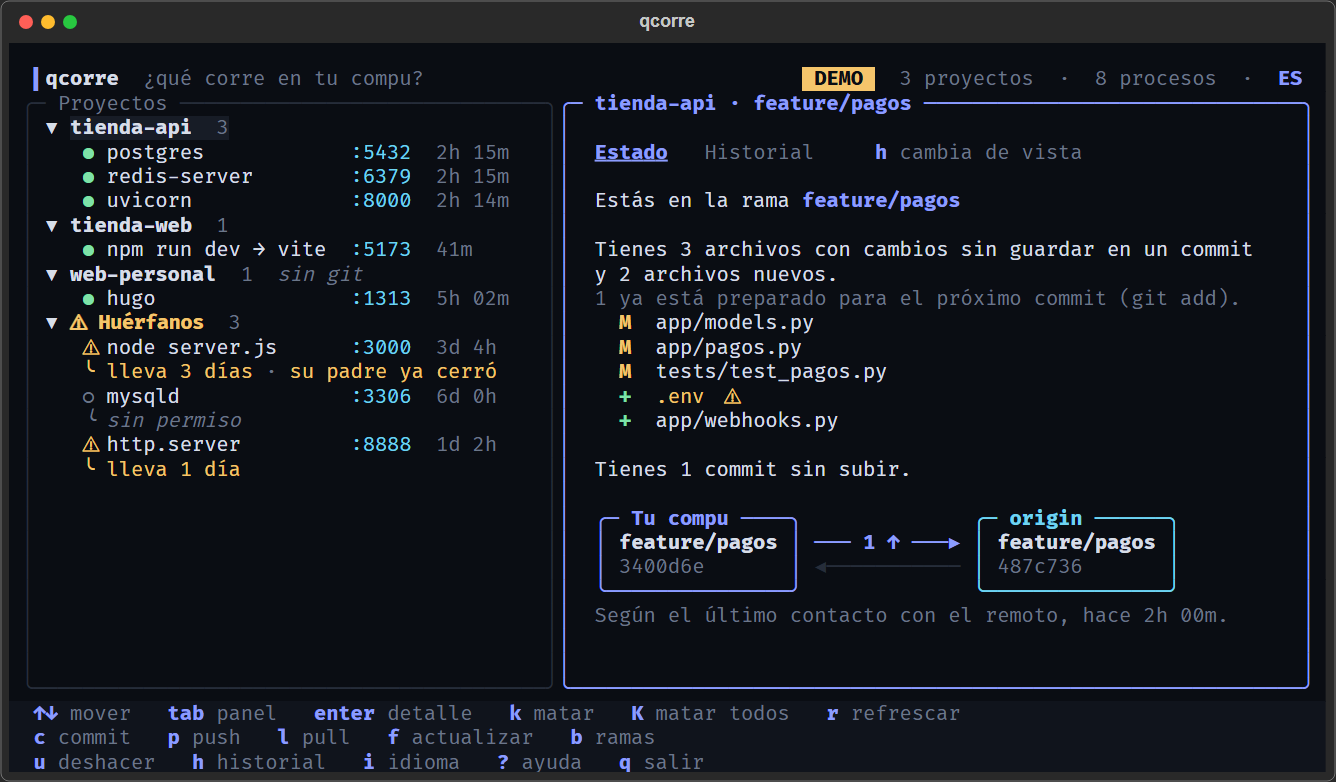 qcorre
qcorre ¿qué corre en tu compu? DEMO 3 proyectos · 8 procesos · ES
Proyectos
▼ tienda-api 3
● postgres :5432 2h 15m
● redis-server :6379 2h 15m
● uvicorn :8000 2h 14m
▼ tienda-web 1
● npm run dev → vite :5173 41m
▼ web-personal 1 sin git
● hugo :1313 5h 02m
▼ ⚠ Huérfanos 3
⚠ node server.js :3000 3d 4h
╰ lleva 3 días · su padre ya cerró
○ mysqld :3306 6d 0h
╰ sin permiso
⚠ http.server :8888 1d 2h
╰ lleva 1 día
tienda-api · feature/pagos
Estado Historial h cambia de vista
Estás en la rama feature/pagos
Tienes 3 archivos con cambios sin guardar en un commit
y 2 archivos nuevos.
1 ya está preparado para el próximo commit (git add).
M app/models.py
M app/pagos.py
M tests/test_pagos.py
+ .env ⚠
+ app/webhooks.py
Tienes 1 commit sin subir.
Tu compu origin
feature/pagos ── 1 ↑ ──▶ feature/pagos
3400d6e ◀────── 487c736
Según el último contacto con el remoto, hace 2h 00m.
↑↓ mover tab panel enter detalle k matar K matar todos r refrescar
c commit p push l pull f actualizar b ramas
u deshacer h historial i idioma ? ayuda q salir